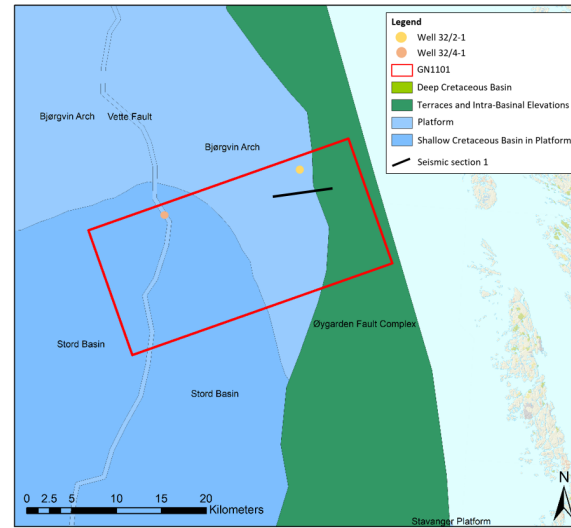 Legend
Well 32/2-1
Well 32/4-1
GN1101
Deep Cretaceous Basin
Terraces and Intra-Basinal Elevations
Platform
Shallow Cretaceous Basin in Platform
Seismic section 1
Bjørgvin Arch
Vette Fault
Bjørgvin Arch
Øygarden Fault Complex
Stord Basin
Stord Basin
N
0 2.5 5 10 15 20
Kilometers
Stavanger Platform